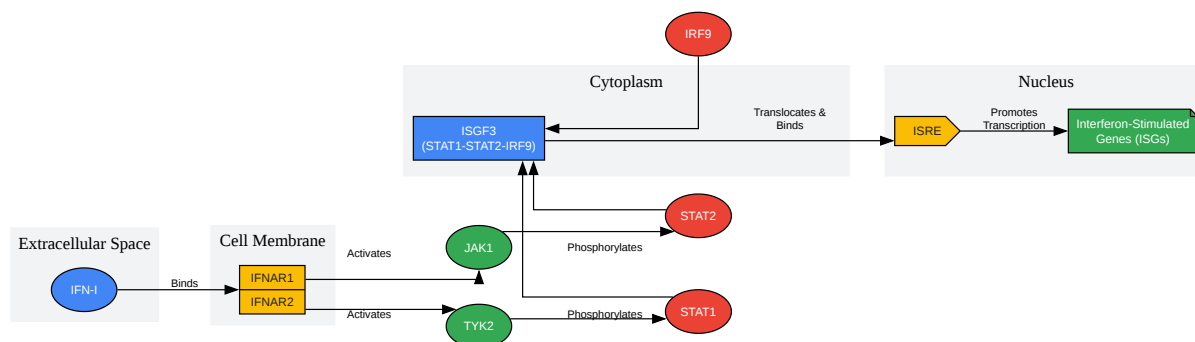 IRF9
Cytoplasm
Nucleus
Translocates &
Binds
Promotes
Transcription
ISGF3
(STAT1-STAT2-IRF9)
ISRE
Interferon-Stimulated
Genes (ISGs)
STAT2
Extracellular Space
Cell Membrane
JAK1
Activates
Phosphorylates
IFN-I
Binds
IFNAR1
IFNAR2
Activates
TYK2
Phosphorylates
STAT1